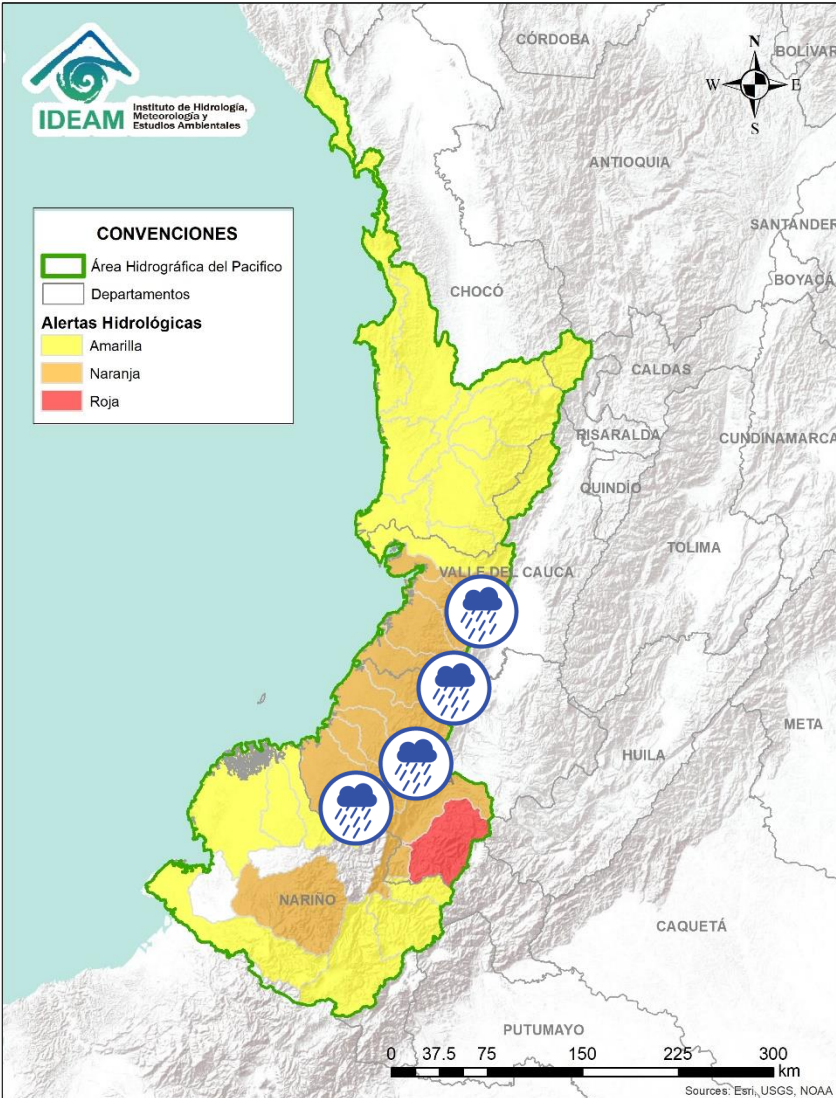 IDEAM
Instituto de Hidrología,
Meteorología y
Estudios Ambientales
CONVENCIONES
Área Hidrográfica del Pacifico
Departamentos
Alertas Hidrológicas
Amarilla
Naranja
Roja
N
W E
S
CÓRDOBA
BOLÍVAR
ANTIOQUIA
SANTANDER
BOYACÁ
CHOCÓ
CALDAS
RISARALDA
CUNDINAMARCA
QUINDÍO
TOLIMA
VALLE DEL CAUCA
META
HUILA
NARIÑO
CAQUETÁ
PUTUMAYO
0 37.5 75 150 225 300
km
Sources: Esri, USGS, NOAA